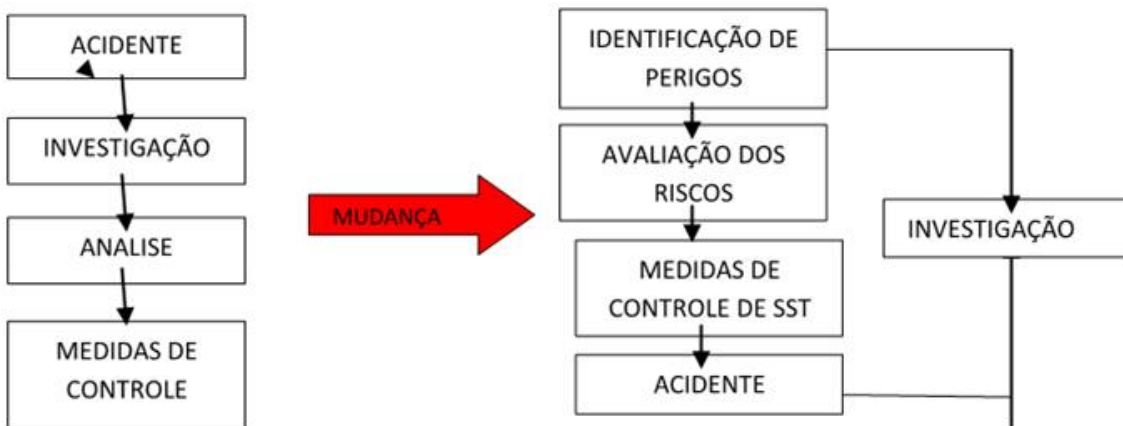 ACIDENTE
INVESTIGAÇÃO
ANALISE
MEDIDAS DE
CONTROLE
MUDANÇA
IDENTIFICAÇÃO DE
PERIGOS
AVALIAÇÃO DOS
RISCOS
MEDIDAS DE
CONTROLE DE SST
ACIDENTE
INVESTIGAÇÃO